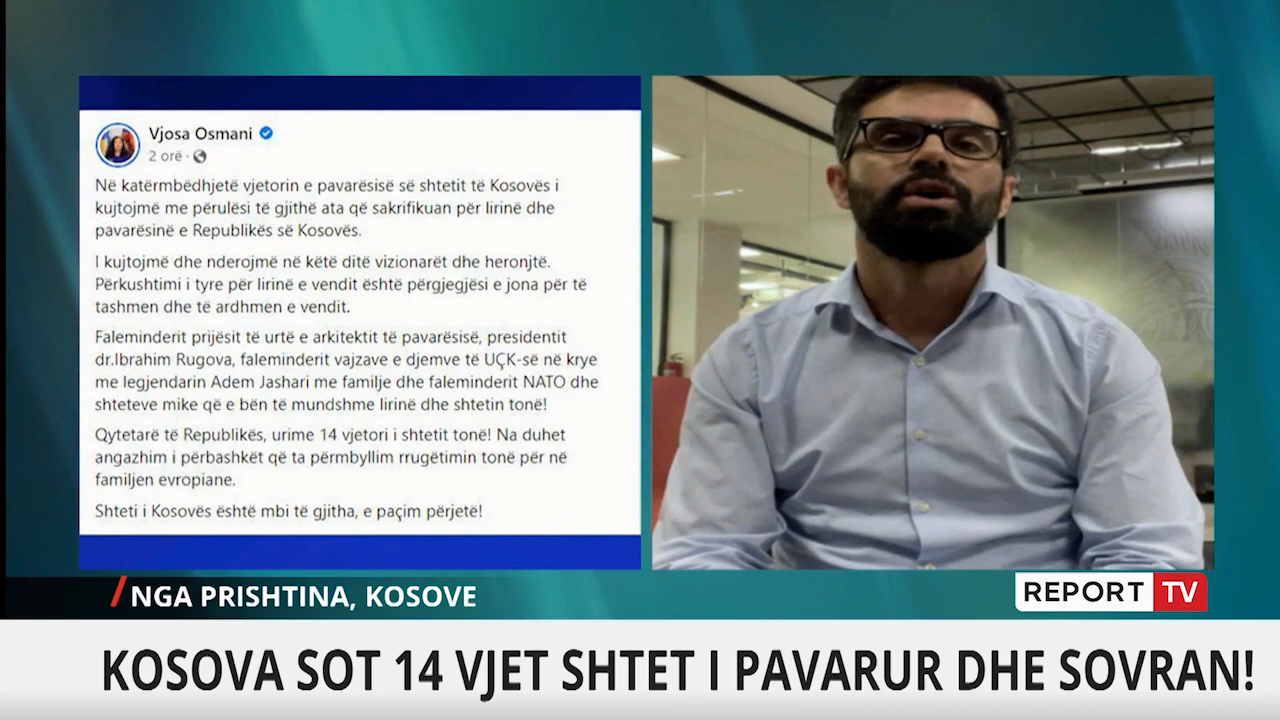 Vjosa Osmani
2 orë ·
Në katërmbëdhjetë vjetorin e pavarësisë së shtetit të Kosovës i
kujtojmë me përulësi të gjithë ata që sakrifikuan për lirinë dhe
pavarësinë e Republikës së Kosovës.
I kujtojmë dhe nderojmë në këtë ditë vizionarët dhe heronjtë.
Përkushtimi i tyre për lirinë e vendit është përgjegjësi e jona për të
tashmen dhe të ardhmen e vendit.
Faleminderit prijësit të urtë e arkitektit të pavarësisë, presidentit
dr.Ibrahim Rugova, faleminderit vajzave e djemve të UÇK-së në krye
me legjendarin Adem Jashari me familje dhe faleminderit NATO dhe
shteteve mike që e bën të mundshme lirinë dhe shtetin tonë!
Qytetarë të Republikës, urime 14 vjetori i shtetit tonë! Na duhet
angazhim i përbashkët që ta përmbyllim rrugëtimin tonë për në
familjen evropiane.
Shteti i Kosovës është mbi të gjitha, e paçim përjetë!
NGA PRISHTINA, KOSOVE
REPORT TV
KOSOVA SOT 14 VJET SHTET I PAVARUR DHE SOVRAN!